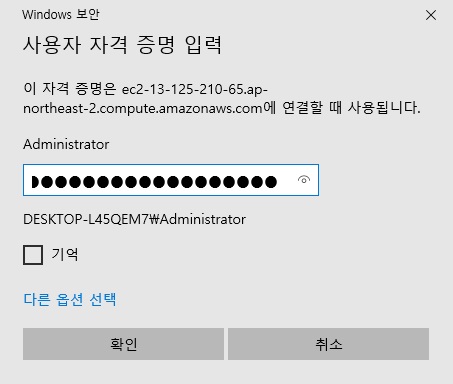 Windows 보안
사용자 자격 증명 입력
이 자격 증명은 ec2-13-125-210-65.ap-
northeast-2.compute.amazonaws.com에 연결할 때 사용됩니다.
Administrator
●●●●●●●●●●●●●●●●●●●●
DESKTOP-L45QEM7₩Administrator
기억
다른 옵션 선택
확인
취소